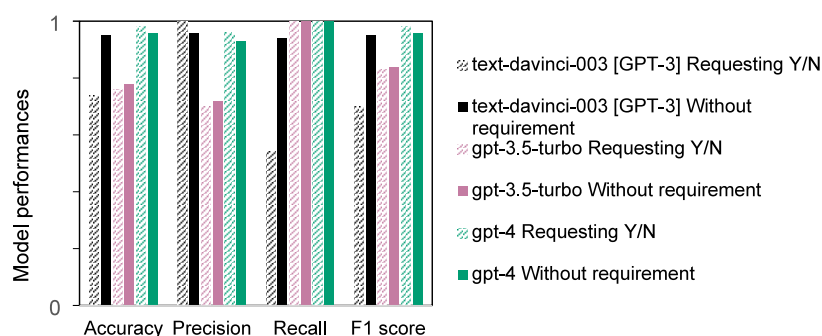 1
0
Model performances
Accuracy Precision Recall F1 score
text-davinci-003 [GPT-3] Requesting Y/N
text-davinci-003 [GPT-3] Without
requirement
gpt-3.5-turbo Requesting Y/N
gpt-3.5-turbo Without requirement
gpt-4 Requesting Y/N
gpt-4 Without requirement